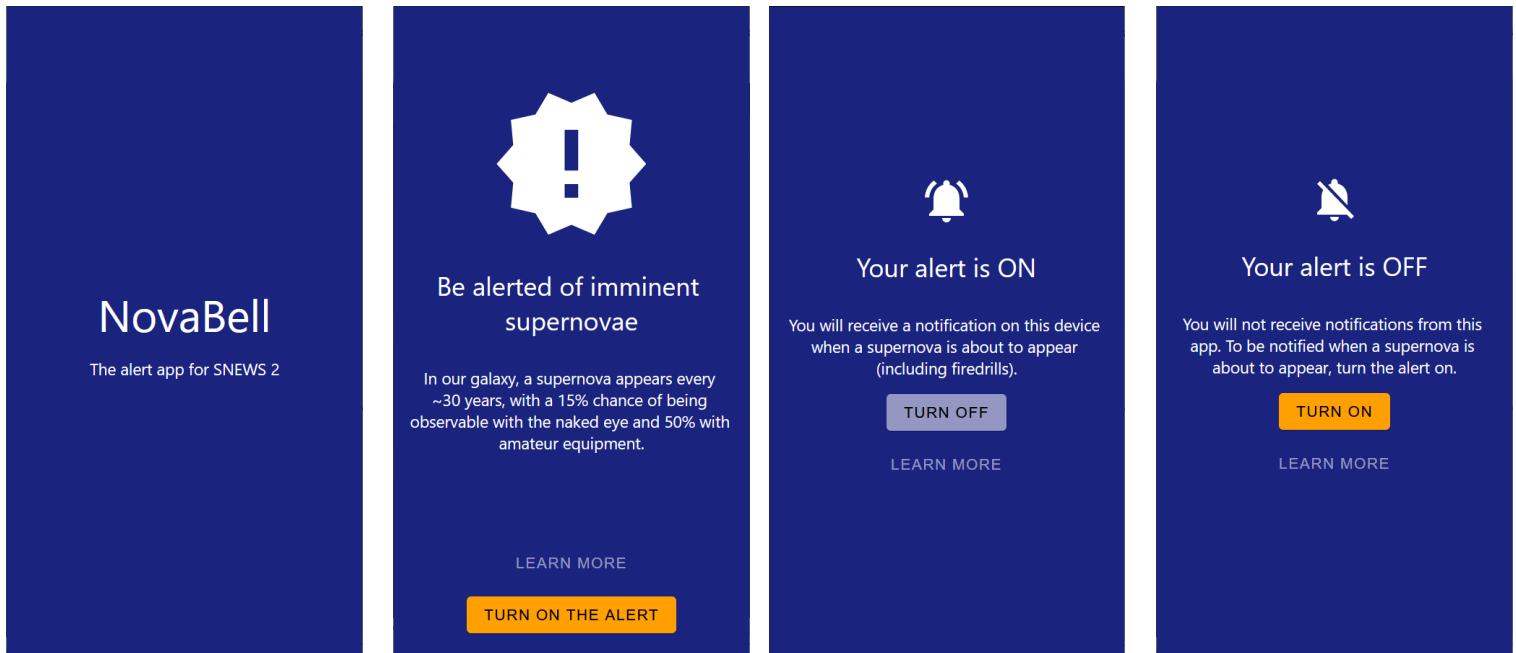 NovaBell
The alert app for SNEWS 2
Be alerted of imminent
supernovae
In our galaxy, a supernova appears every
~30 years, with a 15% chance of being
observable with the naked eye and 50% with
amateur equipment.
LEARN MORE
TURN ON THE ALERT
Your alert is ON
You will receive a notification on this device
when a supernova is about to appear
(including firedrills).
TURN OFF
LEARN MORE
Your alert is OFF
You will not receive notifications from this
app. To be notified when a supernova is
about to appear, turn the alert on.
TURN ON
LEARN MORE